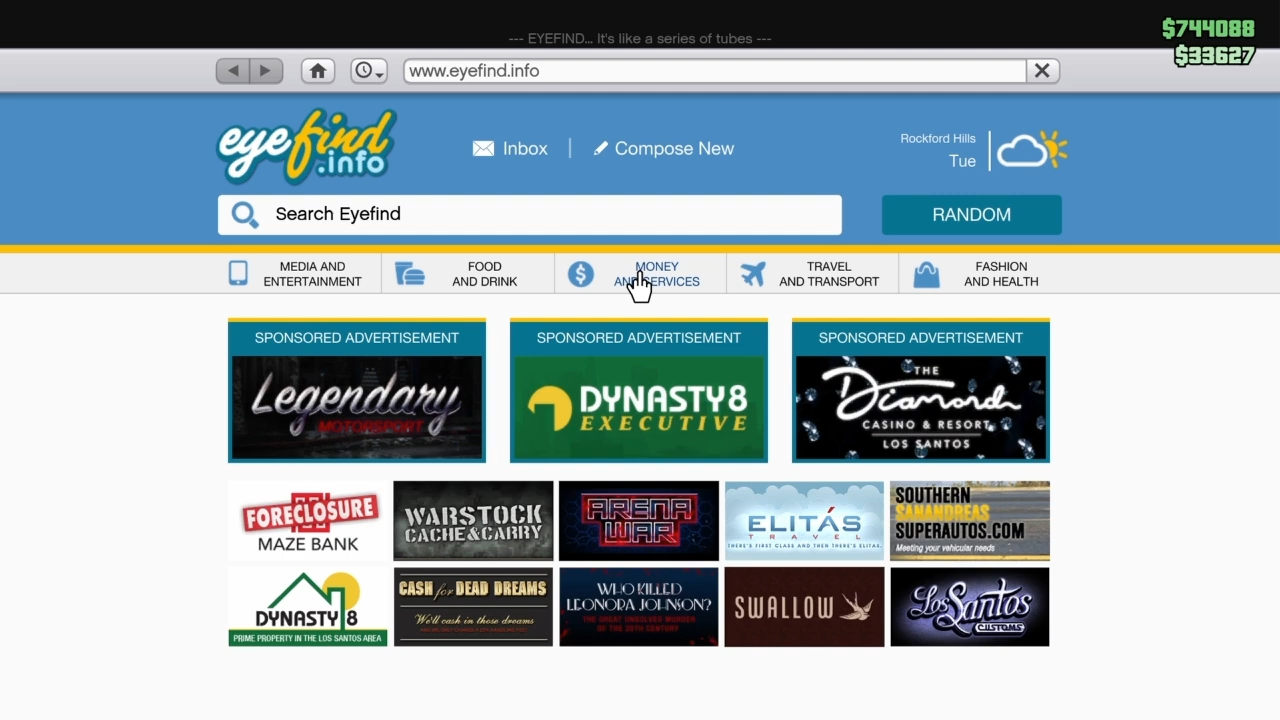 --- EYEFIND... It's like a series of tubes ---
$744088
$33627
www.eyefind.info
eyefind
.info
Inbox
Compose New
Rockford Hills
Tue
Search Eyefind
RANDOM
MEDIA AND
ENTERTAINMENT
FOOD
AND DRINK
MONEY
AND SERVICES
TRAVEL
AND TRANSPORT
FASHION
AND HEALTH
SPONSORED ADVERTISEMENT
Legendary
MOTORSPORT
SPONSORED ADVERTISEMENT
DYNASTY 8
EXECUTIVE
SPONSORED ADVERTISEMENT
THE
Diamond
CASINO & RESORT
LOS SANTOS
FORECLOSURE
MAZE BANK
WARSTOCK
CACHE&CARRY
ARENA
WAR
ELITÁS
TRAVEL
THERE'S FIRST CLASS AND THEN THERE'S ELITAS.
SOUTHERN
SANANDREAS
SUPERAUTOS.COM
Meeting your vehicular needs
DYNASTY 8
PRIME PROPERTY IN THE LOS SANTOS AREA
CASH for DEAD DREAMS
We'll cash in those dreams
WHO KILLED
LEONORA JOHNSON?
THE GREAT UNSOLVED MURDER
OF THE 20TH CENTURY
SWALLOW
Los Santos
CUSTOMS